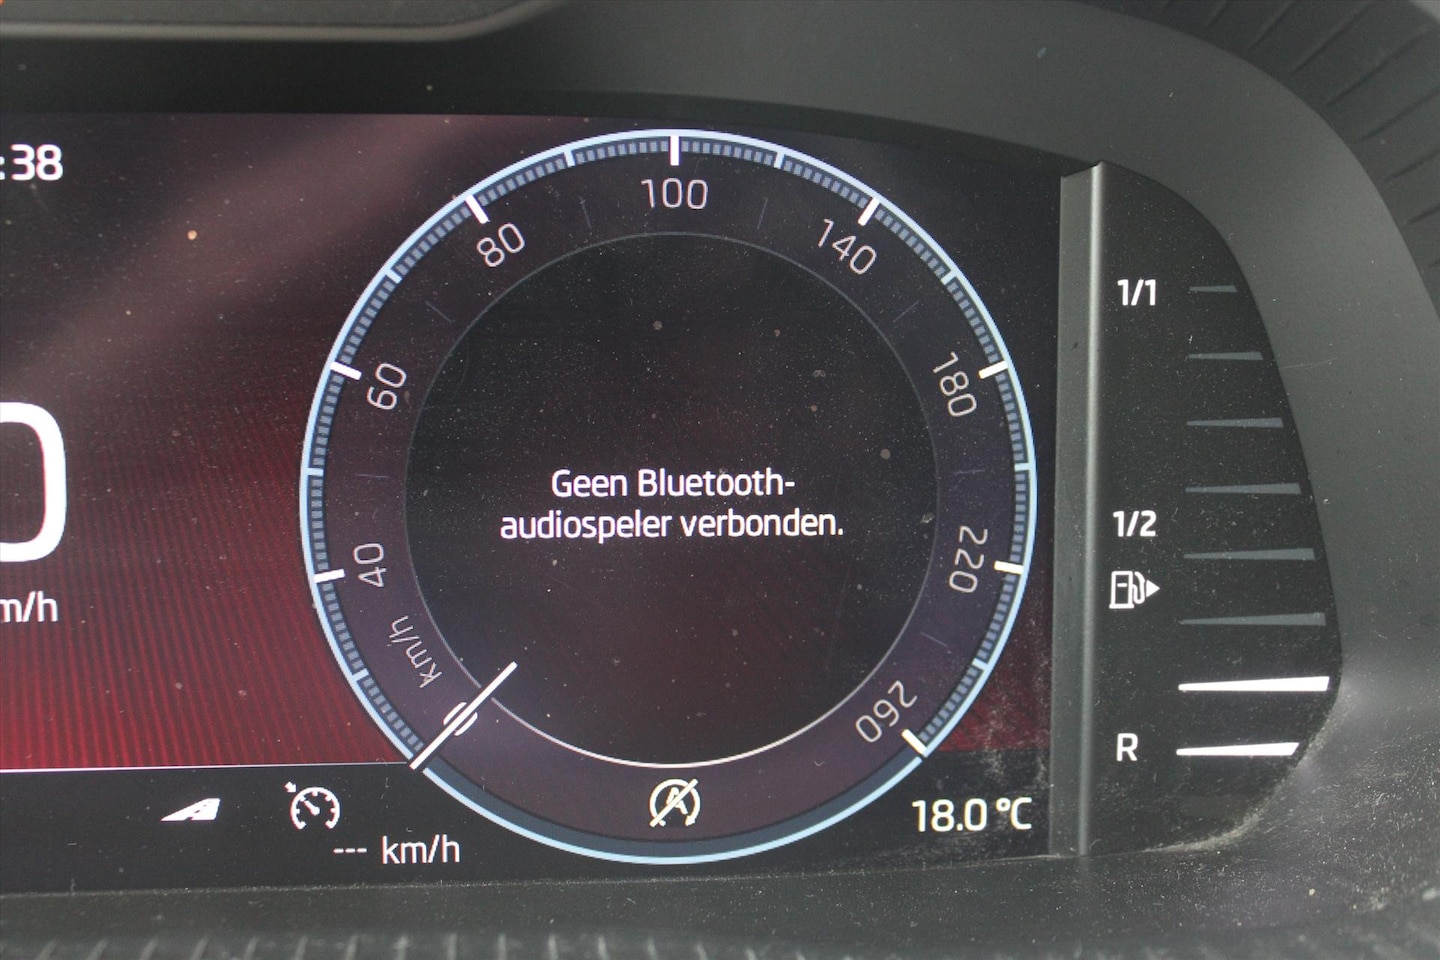 :38
80
100
140
60
180
40
220
km/h
260
Geen Bluetooth-
audiospeler verbonden.
0
m/h
--- km/h
A
18.0 °C
1/1
1/2
R